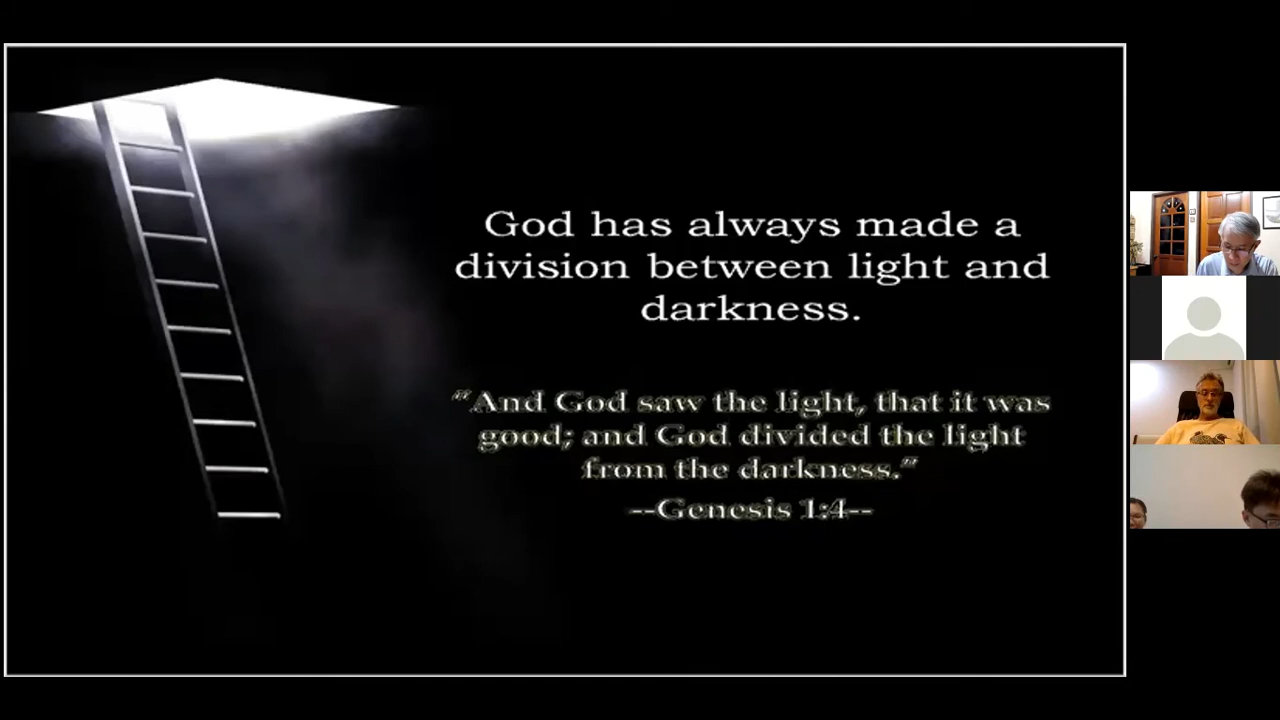 God has always made a
division between light and
darkness.
“And God saw the light, that it was
good; and God divided the light
from the darkness.”
--Genesis 1:4--